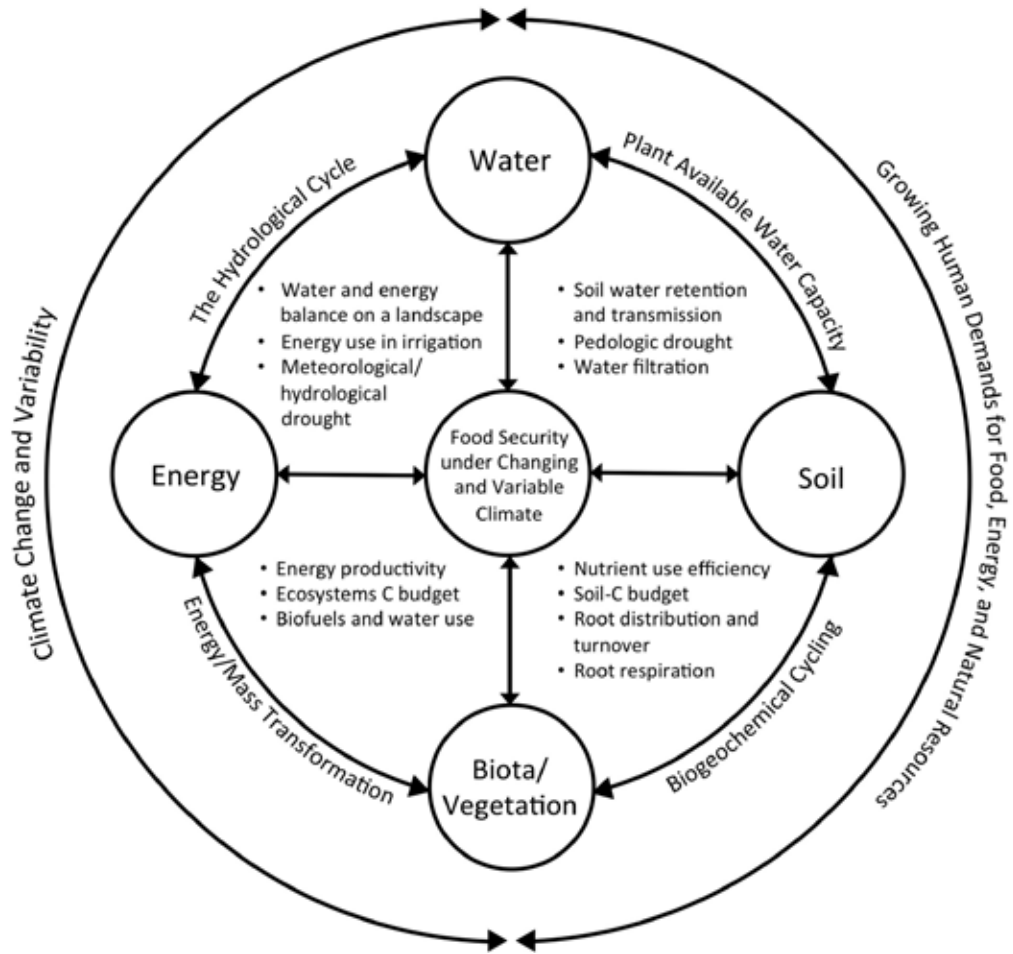 Water
The Hydrological Cycle
Plant Available Water Capacity
Climate Change and Variability
Growing Human Demands for Food, Energy, and Natural Resources
• Water and energy
balance on a landscape
• Energy use in irrigation
• Meteorological/
hydrological
drought
• Soil water retention
and transmission
• Pedologic drought
• Water filtration
Energy
Food Security
under Changing
and Variable
Climate
Soil
• Energy productivity
• Ecosystems C budget
• Biofuels and water use
• Nutrient use efficiency
• Soil-C budget
• Root distribution and
turnover
• Root respiration
Energy/Mass Transformation
Biogeochemical Cycling
Biota/
Vegetation